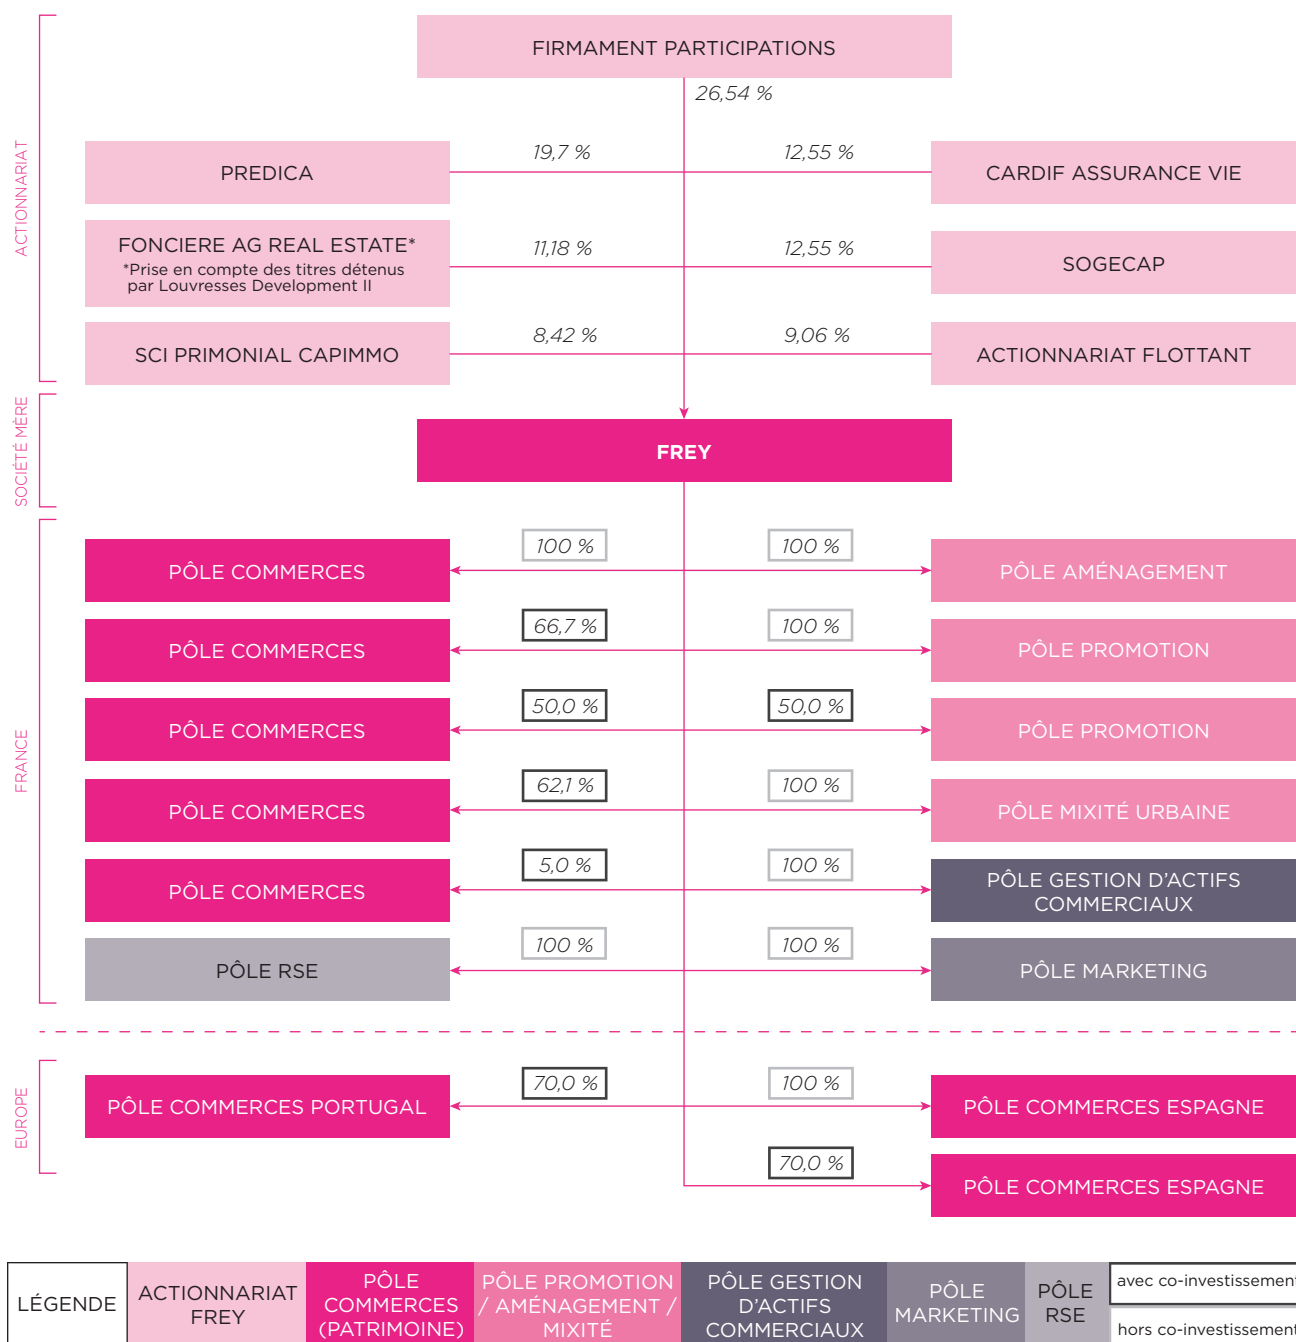 FIRMAMENT PARTICIPATIONS
26,54 %
ACTIONNARIAT
19,7 %
12,55 %
PREDICA
CARDIF ASSURANCE VIE
FONCIERE AG REAL ESTATE*
*Prise en compte des titres détenus
par Louvresses Development II
11,18 %
12,55 %
SOGECAP
8,42 %
9,06 %
SCI PRIMONIAL CAPIMMO
ACTIONNARIAT FLOTTANT
SOCIÉTÉ MÈRE
FREY
FRANCE
100 %
100 %
PÔLE COMMERCES
PÔLE AMÉNAGEMENT
66,7 %
100 %
PÔLE COMMERCES
PÔLE PROMOTION
50,0 %
50,0 %
PÔLE COMMERCES
PÔLE PROMOTION
62,1 %
100 %
PÔLE COMMERCES
PÔLE MIXITÉ URBAINE
5,0 %
100 %
PÔLE COMMERCES
PÔLE GESTION D'ACTIFS
COMMERCIAUX
100 %
100 %
PÔLE RSE
PÔLE MARKETING
EUROPE
70,0 %
100 %
PÔLE COMMERCES PORTUGAL
PÔLE COMMERCES ESPAGNE
70,0 %
PÔLE COMMERCES ESPAGNE
LÉGENDE
ACTIONNARIAT
FREY
PÔLE
COMMERCES
(PATRIMOINE)
PÔLE PROMOTION
/ AMÉNAGEMENT /
MIXITÉ
PÔLE GESTION
D'ACTIFS
COMMERCIAUX
PÔLE
MARKETING
PÔLE
RSE
avec co-investissement
hors co-investissement